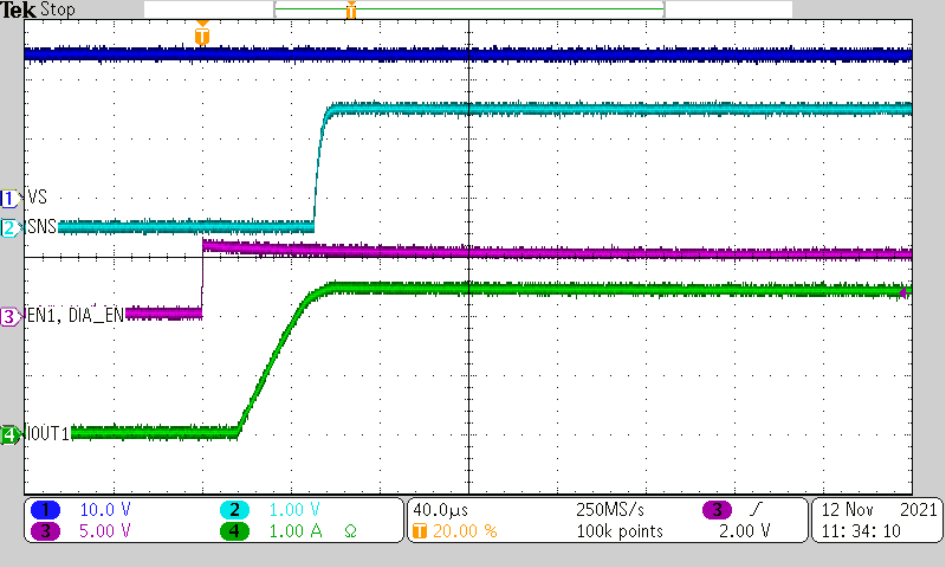 Tek Stop
T
T
1 VS
2 SNS
3 EN1, DIA_EN
4 IOUT1
1 10.0 V 2 1.00 V 40.0µs 250MS/s 3 12 Nov 2021
3 5.00 V 4 1.00 A Ω T 20.00 % 100k points 2.00 V 11:34:10